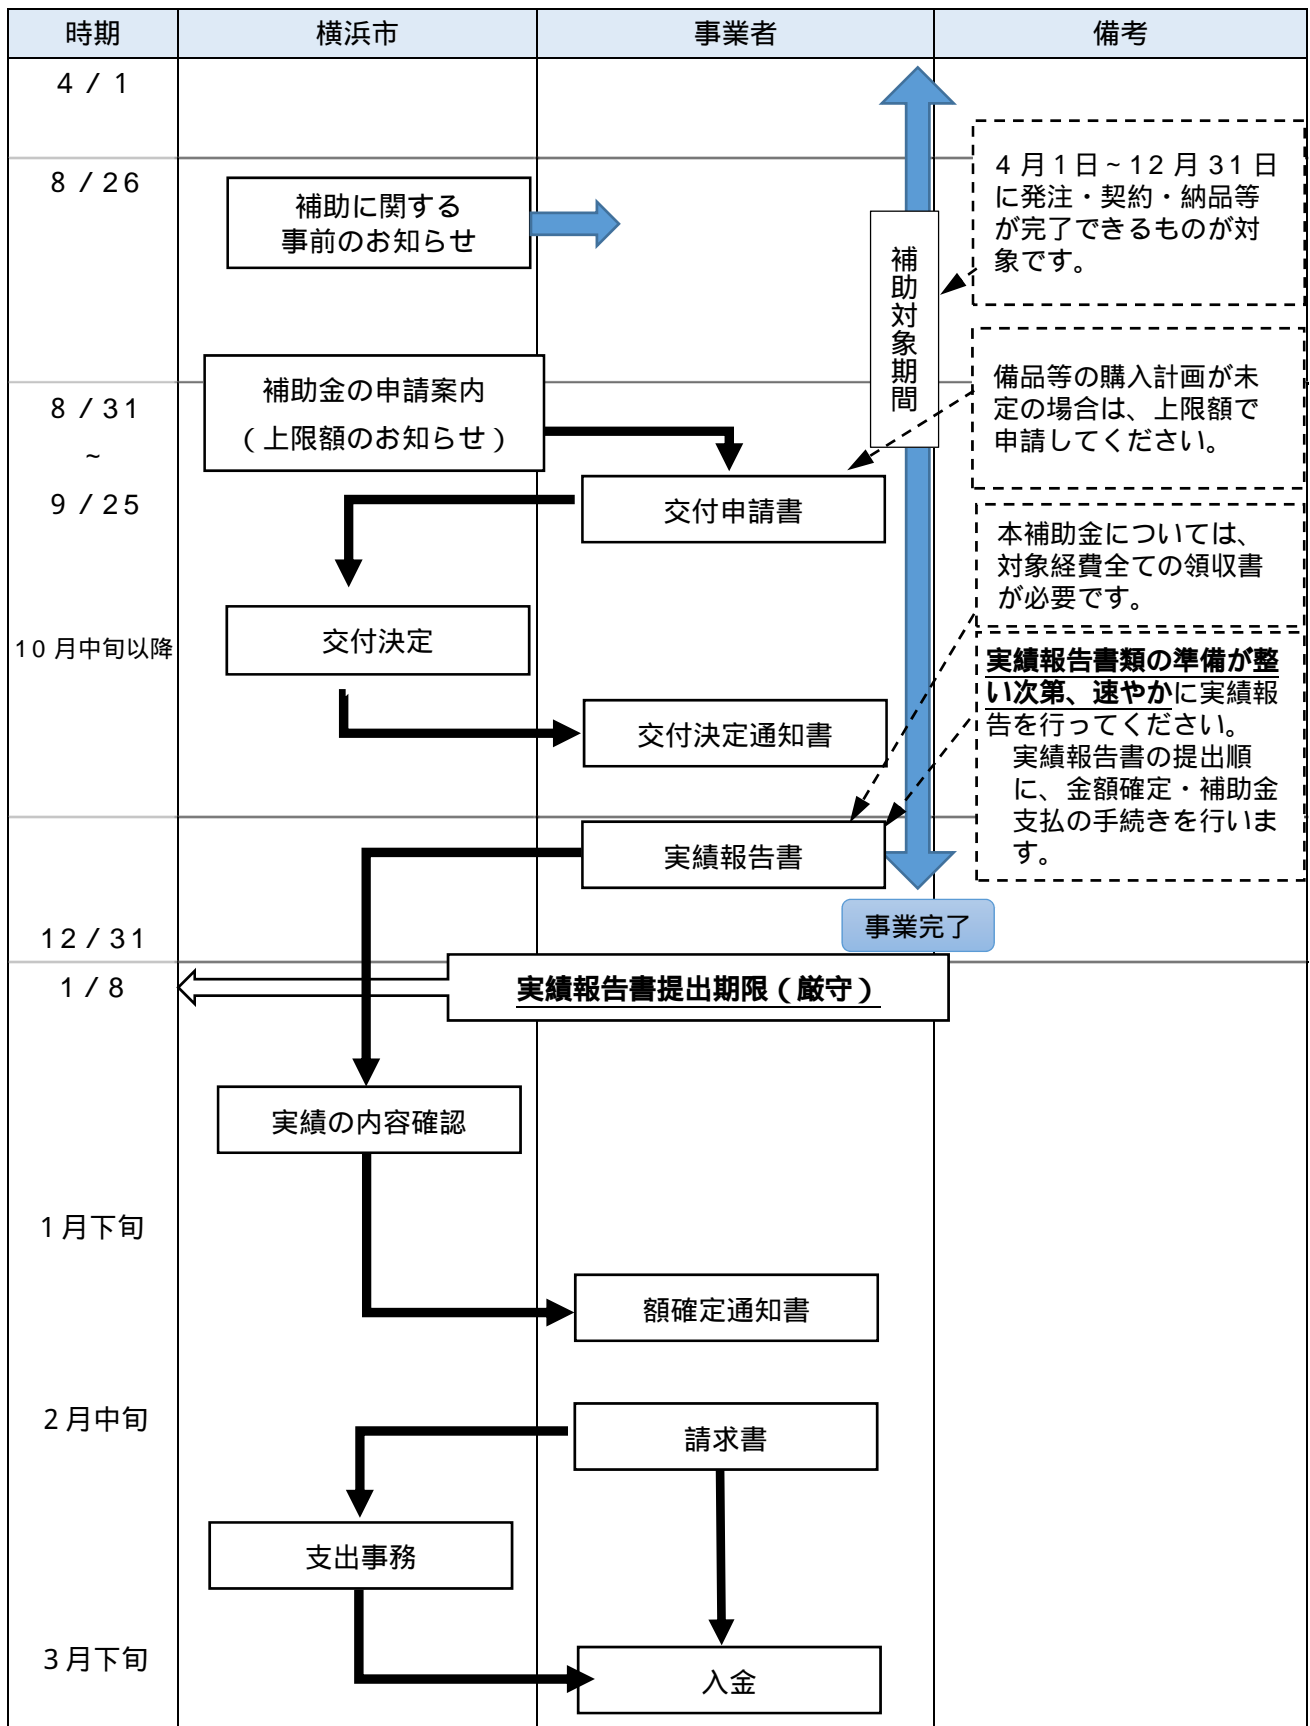 時期
横浜市
事業者
備考
4/1
4月1日~12月31日
に発注・契約・納品等
が完了できるものが対
象です。
8/26
補助に関する
事前のお知らせ
補助対象期間
補助金の申請案内
(上限額のお知らせ)
備品等の購入計画が未
定の場合は、上限額で
申請してください。
8/31
~
9/25
交付申請書
本補助金については、
対象経費全ての領収書
が必要です。
10月中旬以降
交付決定
実績報告書類の準備が整
い次第、速やかに実績報
告を行ってください。
実績報告書の提出順
に、金額確定・補助金
支払の手続きを行いま
す。
交付決定通知書
実績報告書
事業完了
12/31
1/8
実績報告書提出期限(厳守)
実績の内容確認
1月下旬
額確定通知書
2月中旬
請求書
支出事務
3月下旬
入金